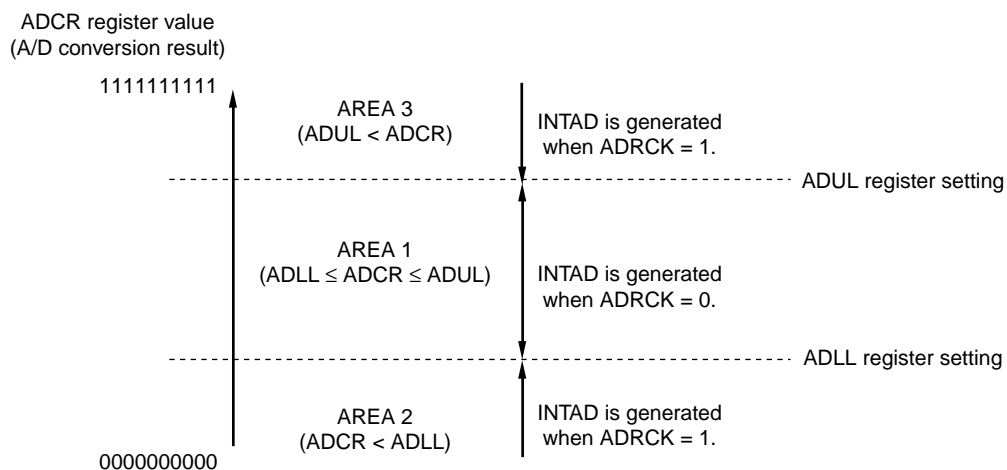 ADCR register value
(A/D conversion result)
1111111111
AREA 3
(ADUL < ADCR)
INTAD is generated
when ADRCK = 1.
ADUL register setting
AREA 1
(ADLL ≤ ADCR ≤ ADUL)
INTAD is generated
when ADRCK = 0.
ADLL register setting
AREA 2
(ADCR < ADLL)
INTAD is generated
when ADRCK = 1.
0000000000